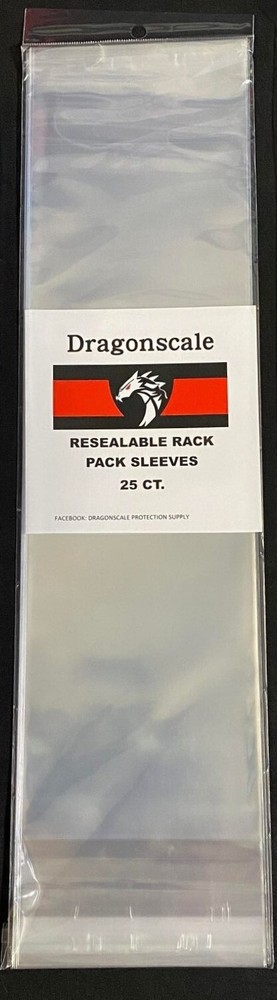 Dragonscale
RESEALABLE RACK
PACK SLEEVES
25 CT.
FACEBOOK: DRAGONSCALE PROTECTION SUPPLY